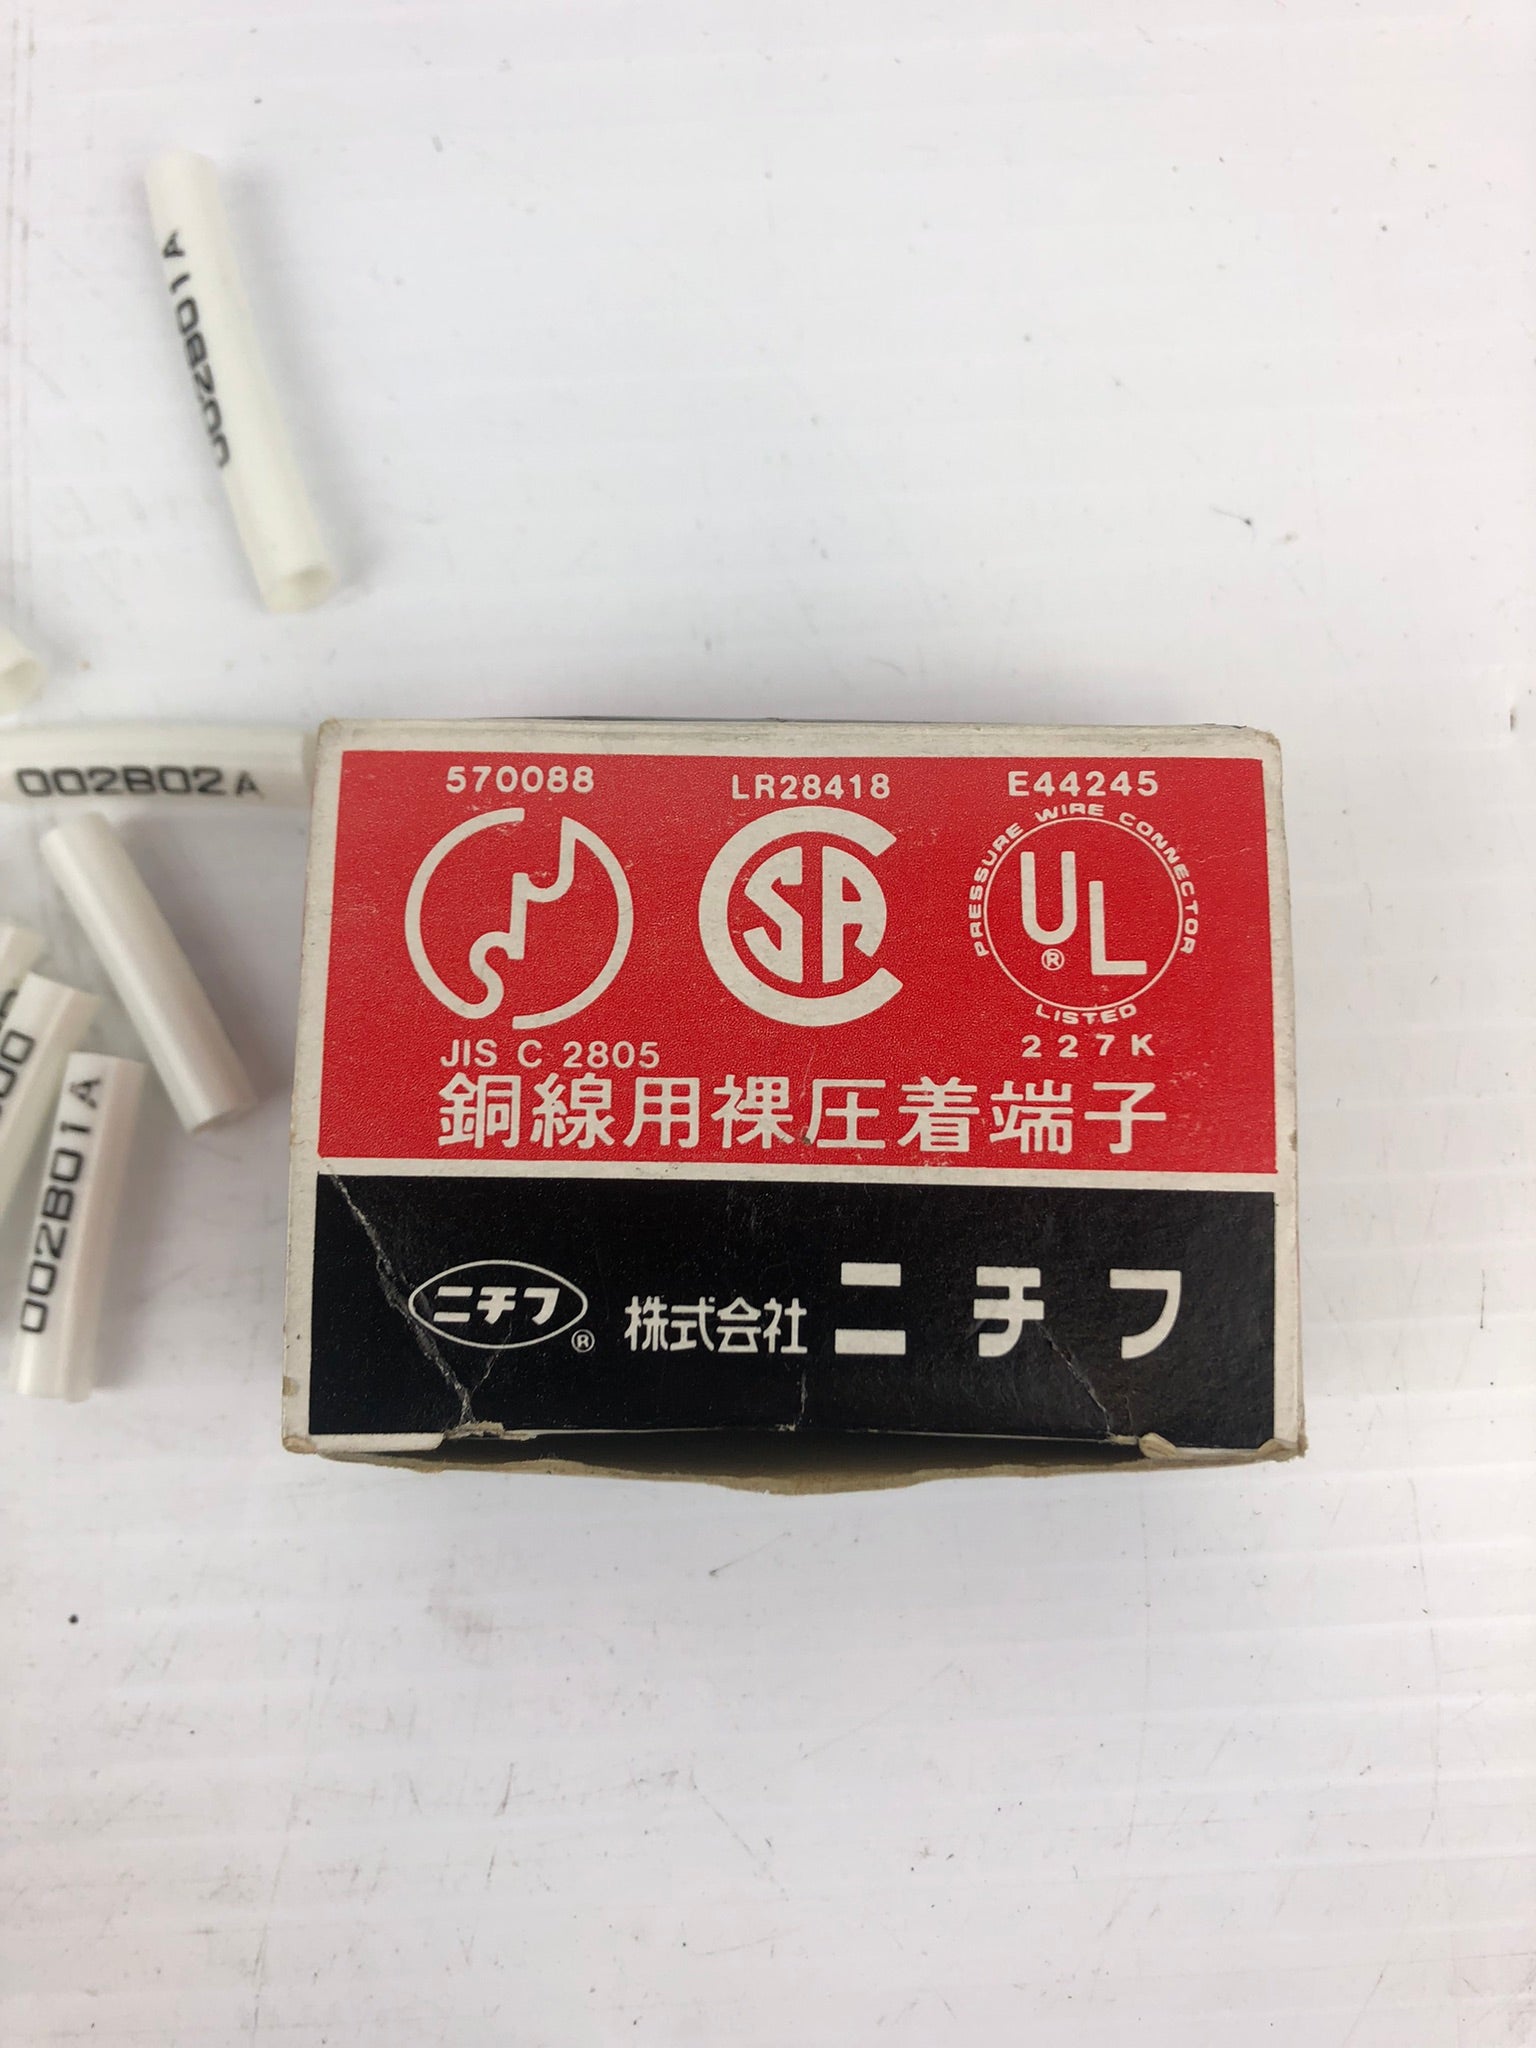 002B01A
002B02A
002B01A
570088
LR28418
E44245
PRESSURE WIRE CONNECTOR
CSA
UL
®
LISTED
JIS C 2805
227K
銅線用裸圧着端子
ニチフ
®
株式会社ニチフ